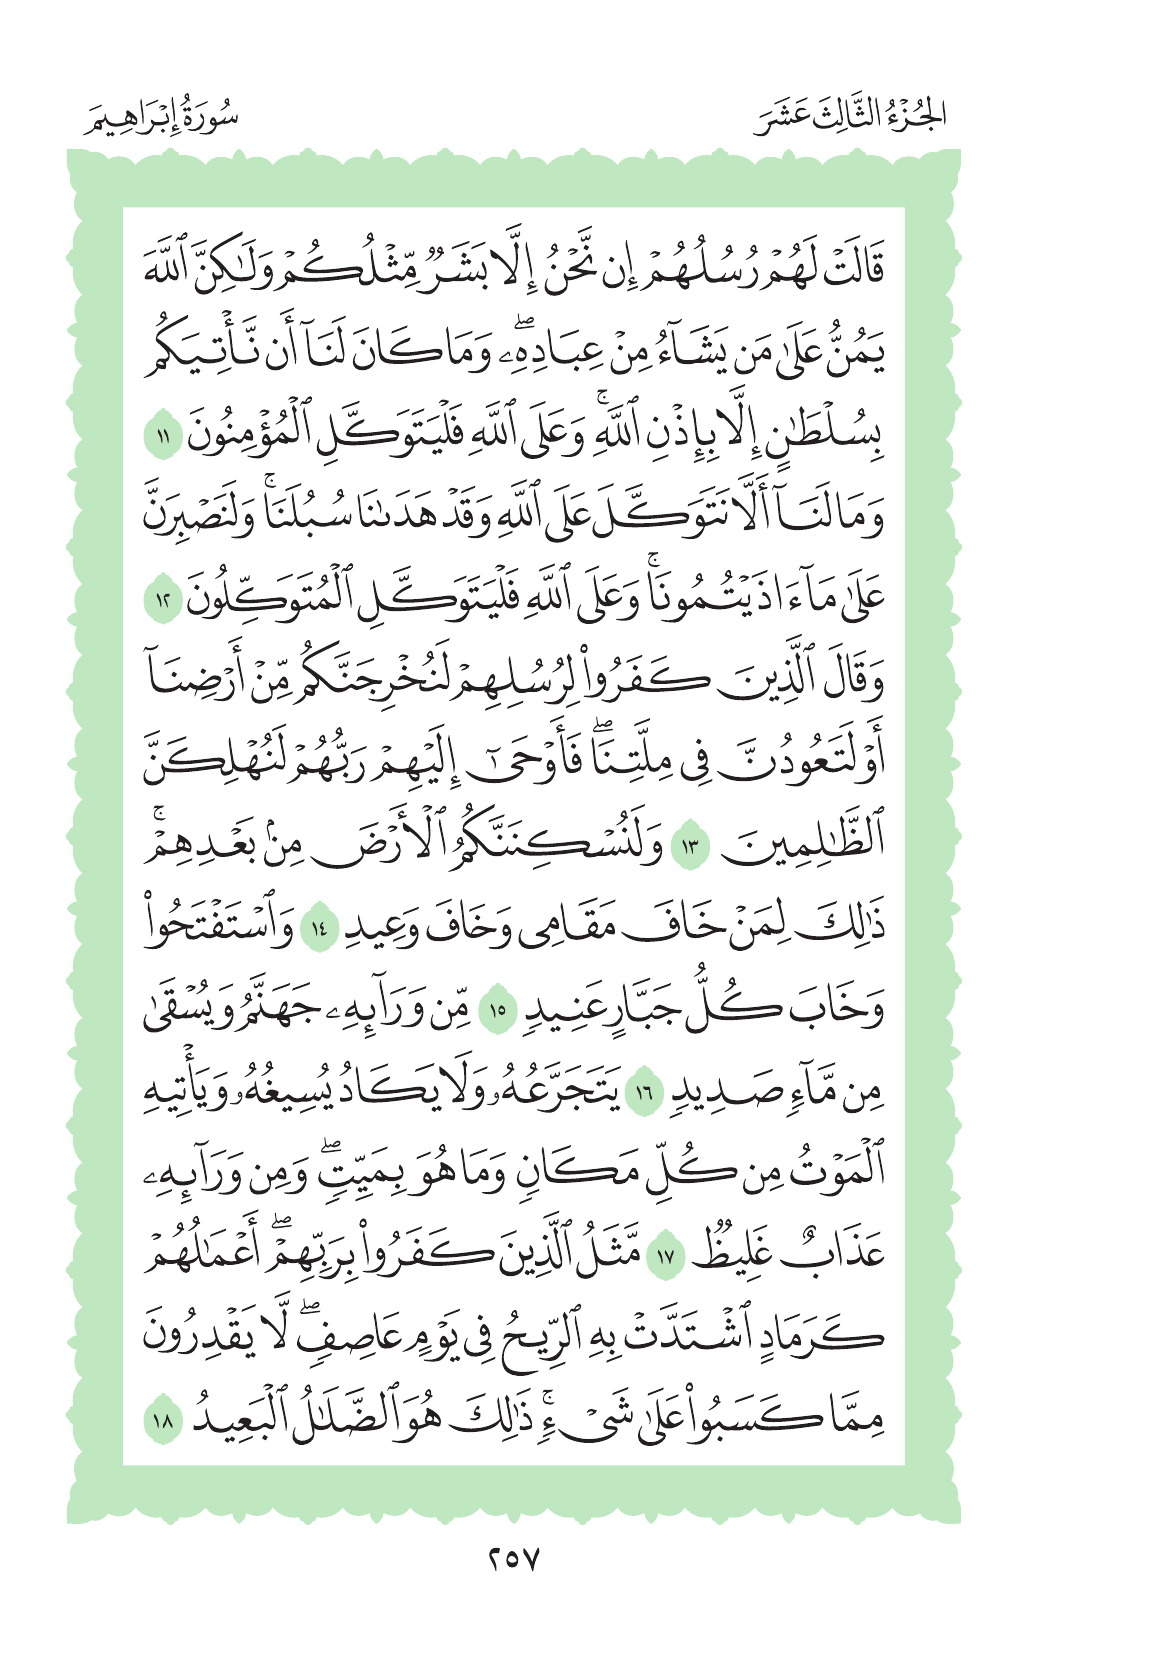 الجُزْءُ الثَّالِثَ عَشَرَ
سُورَةُ إِبْرَاهِيمَ
قَالَتۡ لَهُمۡ رُسُلُهُمۡ إِن نَّحۡنُ إِلَّا بَشَرٞ مِّثۡلُكُمۡ وَلَٰكِنَّ ٱللَّهَ
يَمُنُّ عَلَىٰ مَن يَشَآءُ مِنۡ عِبَادِهِۦۖ وَمَا كَانَ لَنَآ أَن نَّأۡتِيَكُم
بِسُلۡطَٰنٍ إِلَّا بِإِذۡنِ ٱللَّهِۚ وَعَلَى ٱللَّهِ فَلۡيَتَوَكَّلِ ٱلۡمُؤۡمِنُونَ ١١
وَمَا لَنَآ أَلَّا نَتَوَكَّلَ عَلَى ٱللَّهِ وَقَدۡ هَدَىٰنَا سُبُلَنَاۚ وَلَنَصۡبِرَنَّ
عَلَىٰ مَآ ءَاذَيۡتُمُونَاۚ وَعَلَى ٱللَّهِ فَلۡيَتَوَكَّلِ ٱلۡمُتَوَكِّلُونَ ١٢
وَقَالَ ٱلَّذِينَ كَفَرُواْ لِرُسُلِهِمۡ لَنُخۡرِجَنَّكُم مِّنۡ أَرۡضِنَآ
أَوۡ لَتَعُودُنَّ فِي مِلَّتِنَاۖ فَأَوۡحَىٰٓ إِلَيۡهِمۡ رَبُّهُمۡ لَنُهۡلِكَنَّ
ٱلظَّٰلِمِينَ ١٣ وَلَنُسۡكِنَنَّكُمُ ٱلۡأَرۡضَ مِنۢ بَعۡدِهِمۡۚ
ذَٰلِكَ لِمَنۡ خَافَ مَقَامِي وَخَافَ وَعِيدِ ١٤ وَٱسۡتَفۡتَحُواْ
وَخَابَ كُلُّ جَبَّارٍ عَنِيدٖ ١٥ مِّن وَرَآئِهِۦ جَهَنَّمُ وَيُسۡقَىٰ
مِن مَّآءٖ صَدِيدٖ ١٦ يَتَجَرَّعُهُۥ وَلَا يَكَادُ يُسِيغُهُۥ وَيَأۡتِيهِ
ٱلۡمَوۡتُ مِن كُلِّ مَكَانٖ وَمَا هُوَ بِمَيِّتٖۖ وَمِن وَرَآئِهِۦ
عَذَابٌ غَلِيظٞ ١٧ مَّثَلُ ٱلَّذِينَ كَفَرُواْ بِرَبِّهِمۡۖ أَعۡمَٰلُهُمۡ
كَرَمَادٍ ٱشۡتَدَّتۡ بِهِ ٱلرِّيحُ فِي يَوۡمٍ عَاصِفٖۖ لَّا يَقۡدِرُونَ
مِمَّا كَسَبُواْ عَلَىٰ شَيۡءٖۚ ذَٰلِكَ هُوَ ٱلضَّلَٰلُ ٱلۡبَعِيدُ ١٨
٢٥٧